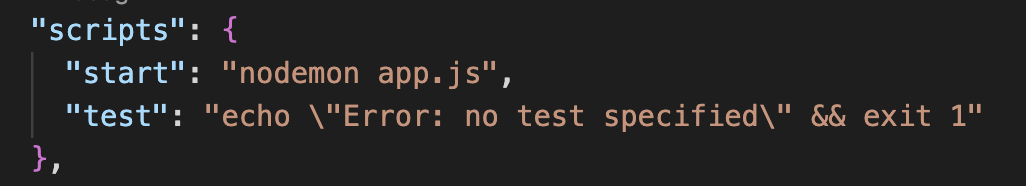 "scripts": {
"start": "nodemon app.js",
"test": "echo \"Error: no test specified\" && exit 1"
},